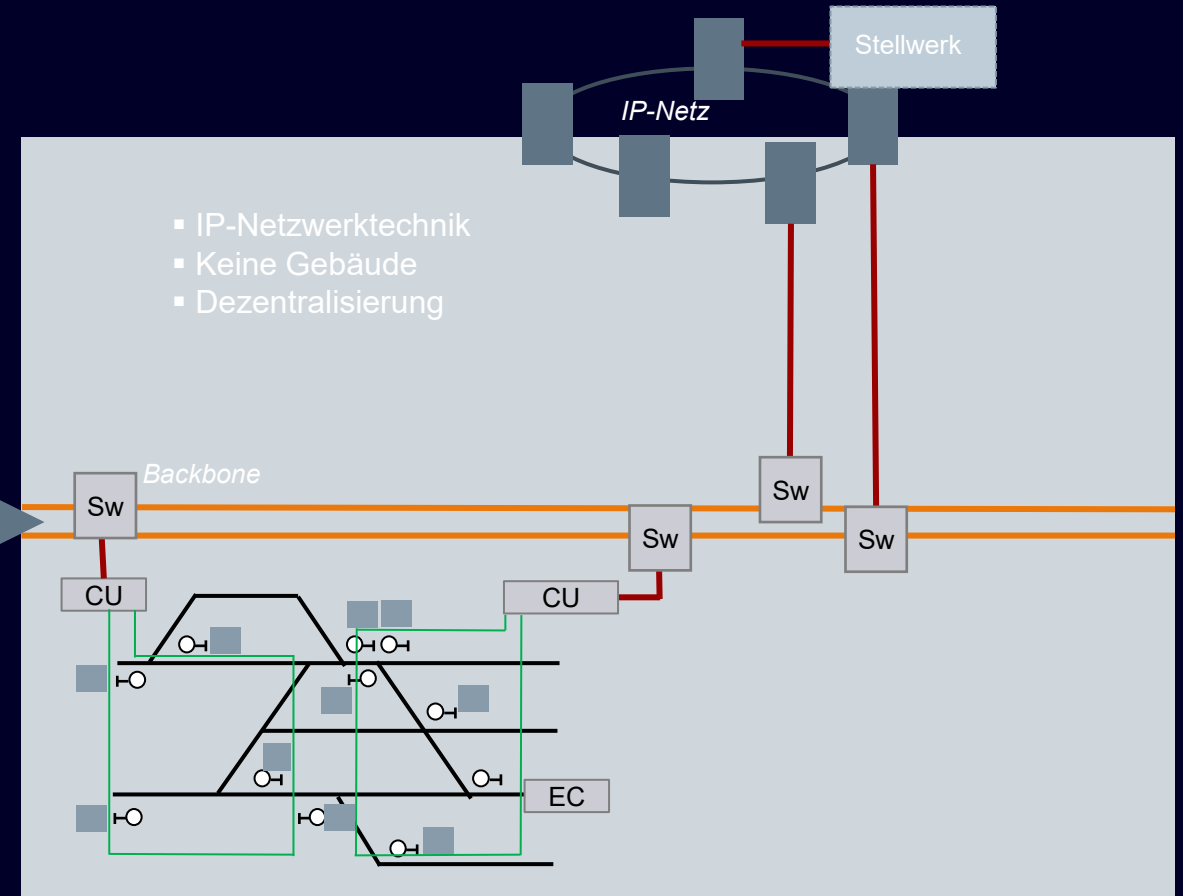 Stellwerk
IP-Netz
▪ IP-Netzwerktechnik
▪ Keine Gebäude
▪ Dezentralisierung
Backbone
Sw
Sw
Sw
Sw
CU
CU
EC